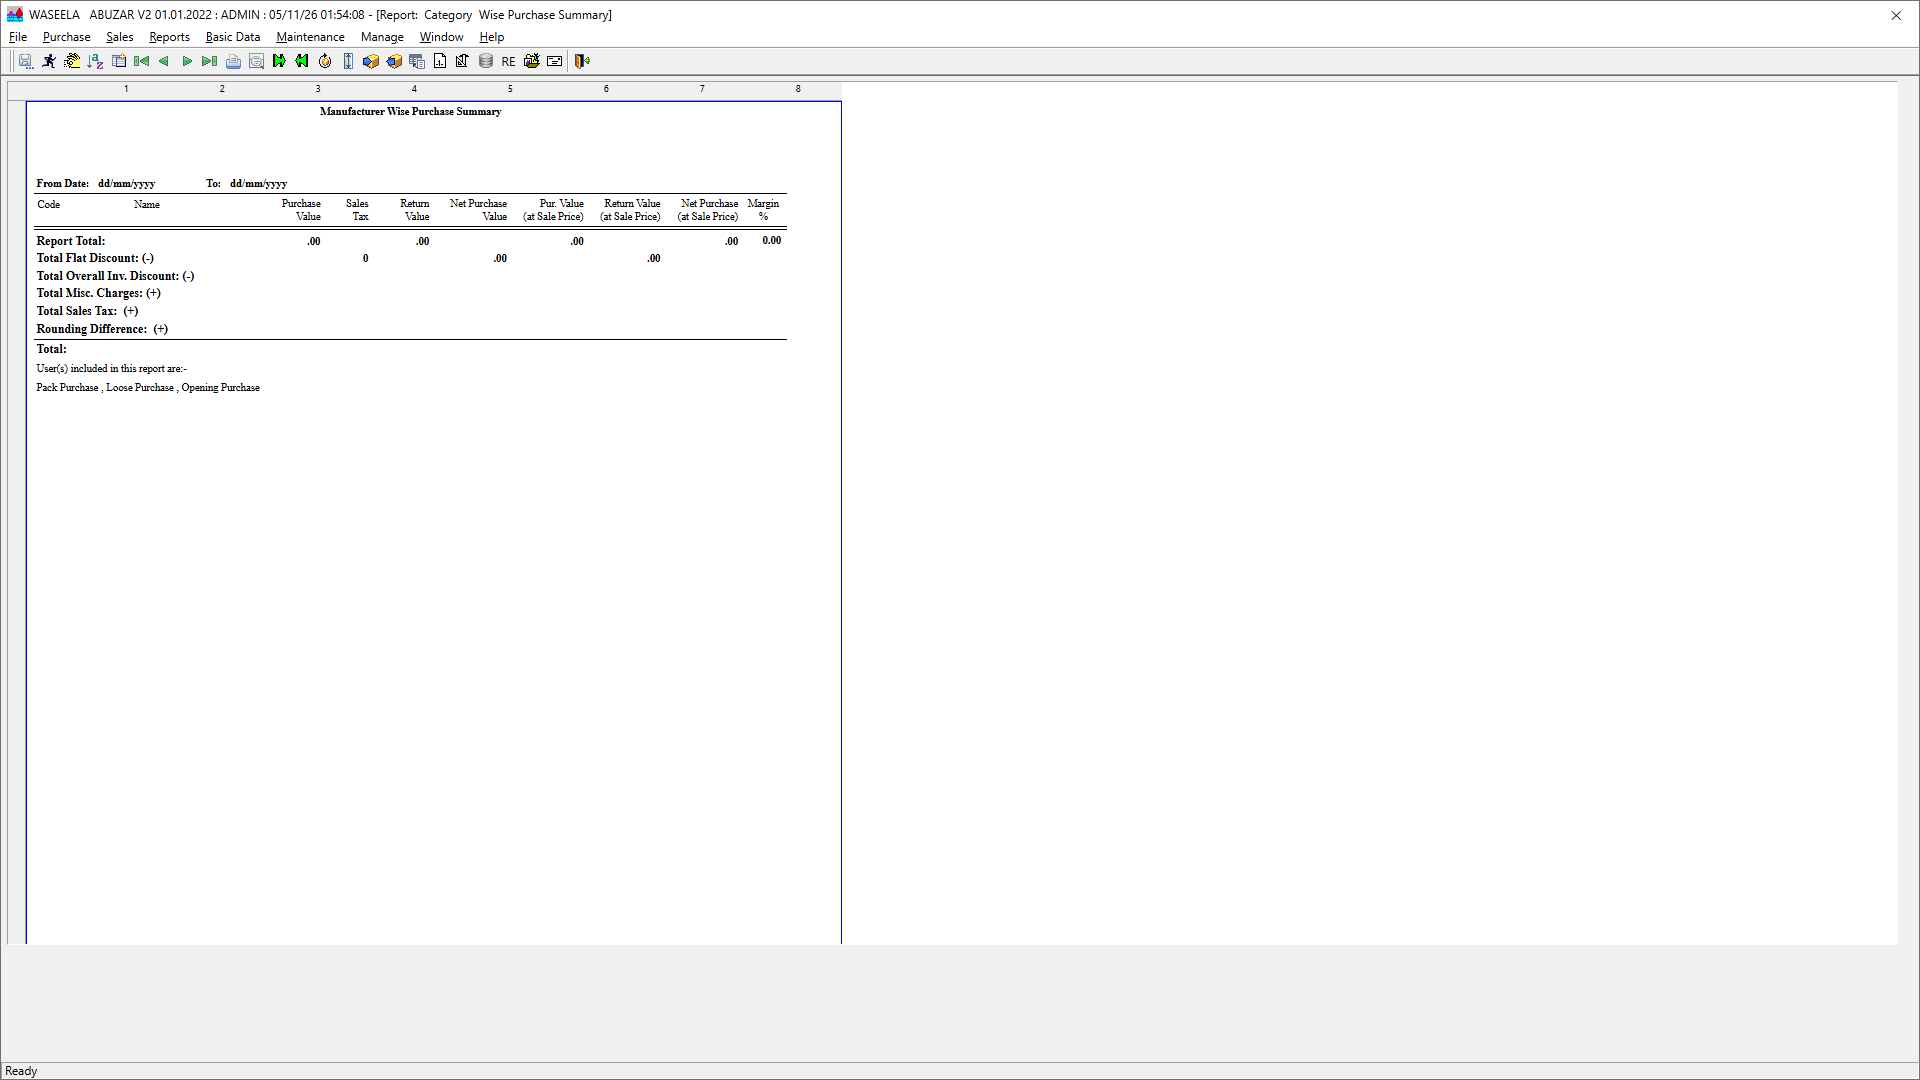 WASEELA   ABUZAR V2 01.01.2022 : ADMIN : 05/11/26 01:54:08 - [Report:  Category  Wise Purchase Summary]
File Purchase Sales Reports Basic Data Maintenance Manage Window Help
RE
1 2 3 4 5 6 7 8
Manufacturer Wise Purchase Summary
From Date: dd/mm/yyyy To: dd/mm/yyyy
Code Name Purchase Sales Return Net Purchase Pur. Value Return Value Net Purchase Margin
Value Tax Value Value (at Sale Price) (at Sale Price) (at Sale Price) %
Report Total: .00 .00 .00 .00 0.00
Total Flat Discount: (-) 0 .00 .00
Total Overall Inv. Discount: (-)
Total Misc. Charges: (+)
Total Sales Tax:  (+)
Rounding Difference:  (+)
Total:
User(s) included in this report are:-
Pack Purchase , Loose Purchase , Opening Purchase
Ready